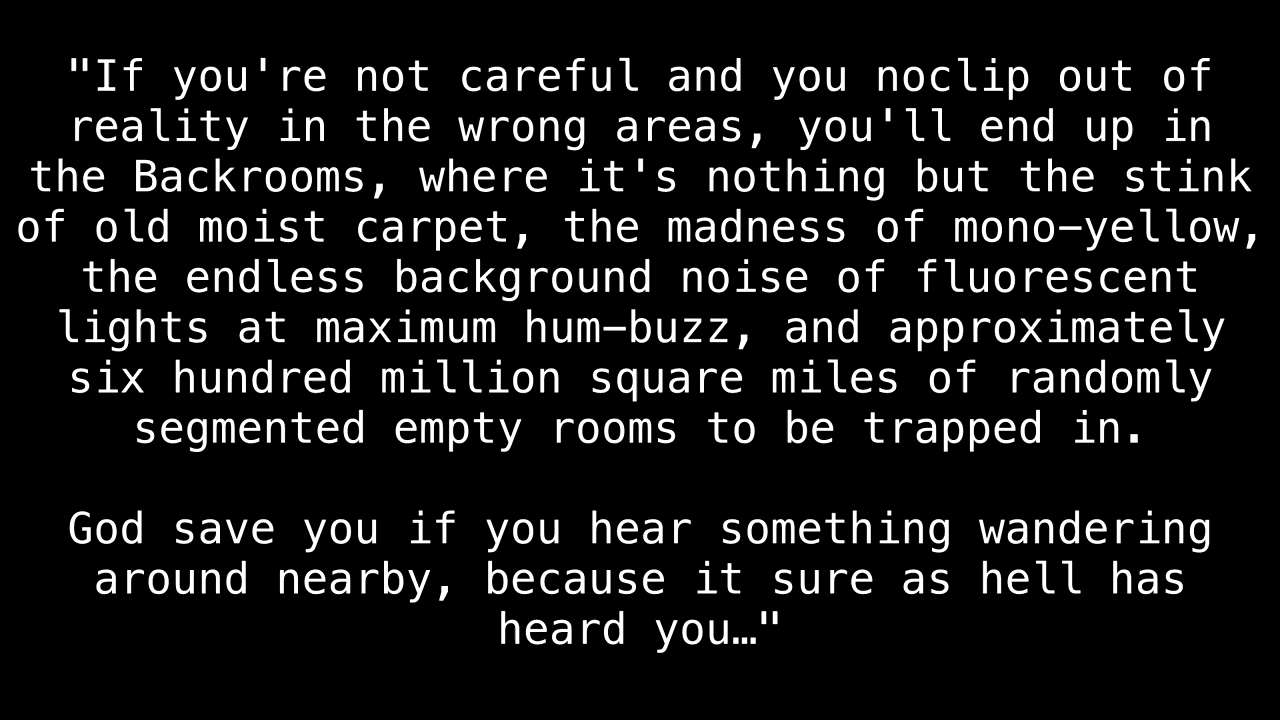 "If you're not careful and you noclip out of
reality in the wrong areas, you'll end up in
the Backrooms, where it's nothing but the stink
of old moist carpet, the madness of mono-yellow,
the endless background noise of fluorescent
lights at maximum hum-buzz, and approximately
six hundred million square miles of randomly
segmented empty rooms to be trapped in.
God save you if you hear something wandering
around nearby, because it sure as hell has
heard you…"